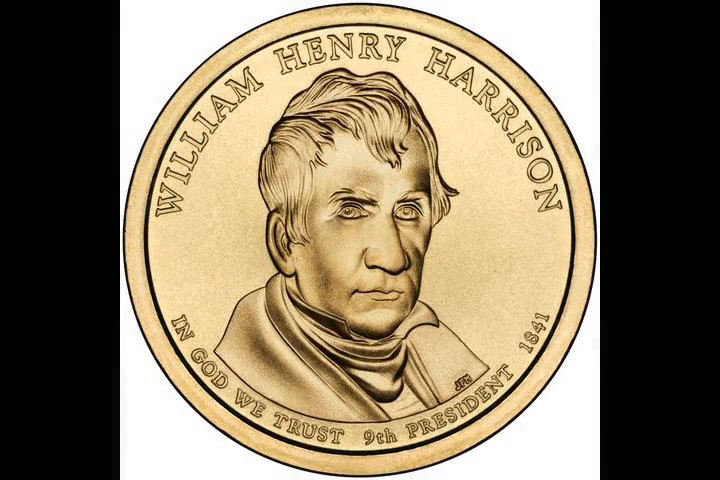 WILLIAM HENRY HARRISON
IN GOD WE TRUST 9th PRESIDENT 1841
JFM